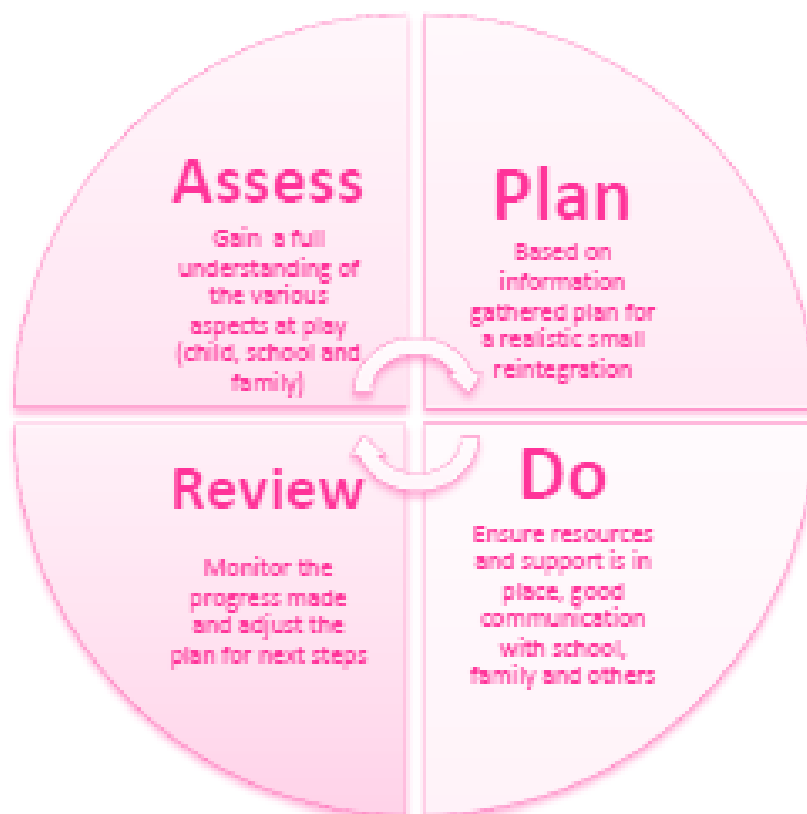 Assess
Gain a full
understanding of
the various
aspects at play
(child, school and
family)
Plan
Based on
information
gathered plan for
a realistic small
reintegration
Do
Ensure resources
and support is in
place, good
communication
with school,
family and others
Review
Monitor the
progress made
and adjust the
plan for next steps